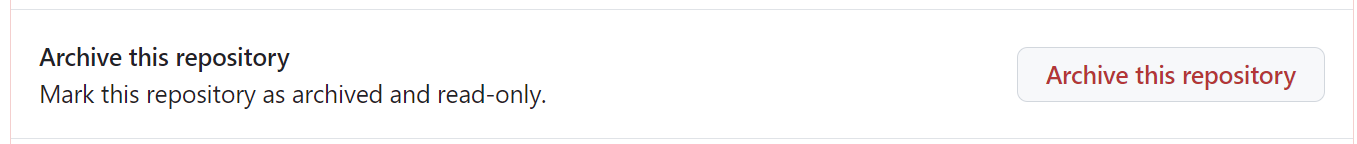 Archive this repository
Mark this repository as archived and read-only.
Archive this repository